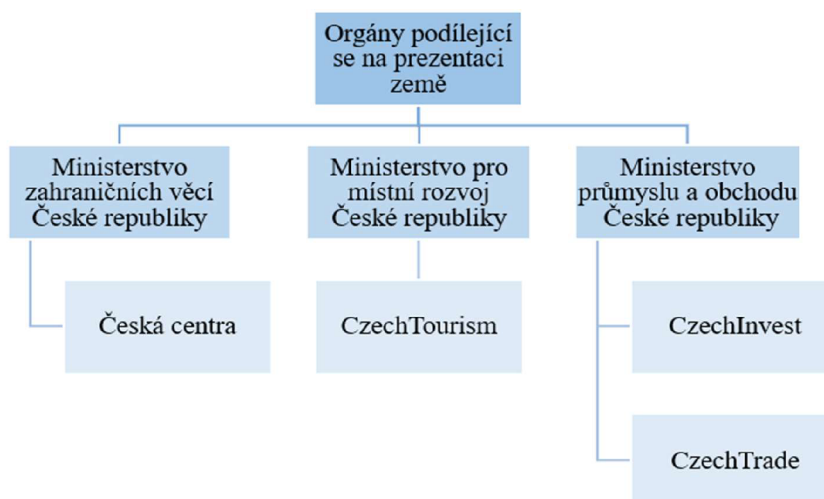 Orgány podílející
se na prezentaci
země
Ministerstvo
zahraničních věcí
České republiky
Ministerstvo pro
místní rozvoj
České republiky
Ministerstvo
průmyslu a obchodu
České republiky
Česká centra
CzechTourism
CzechInvest
CzechTrade